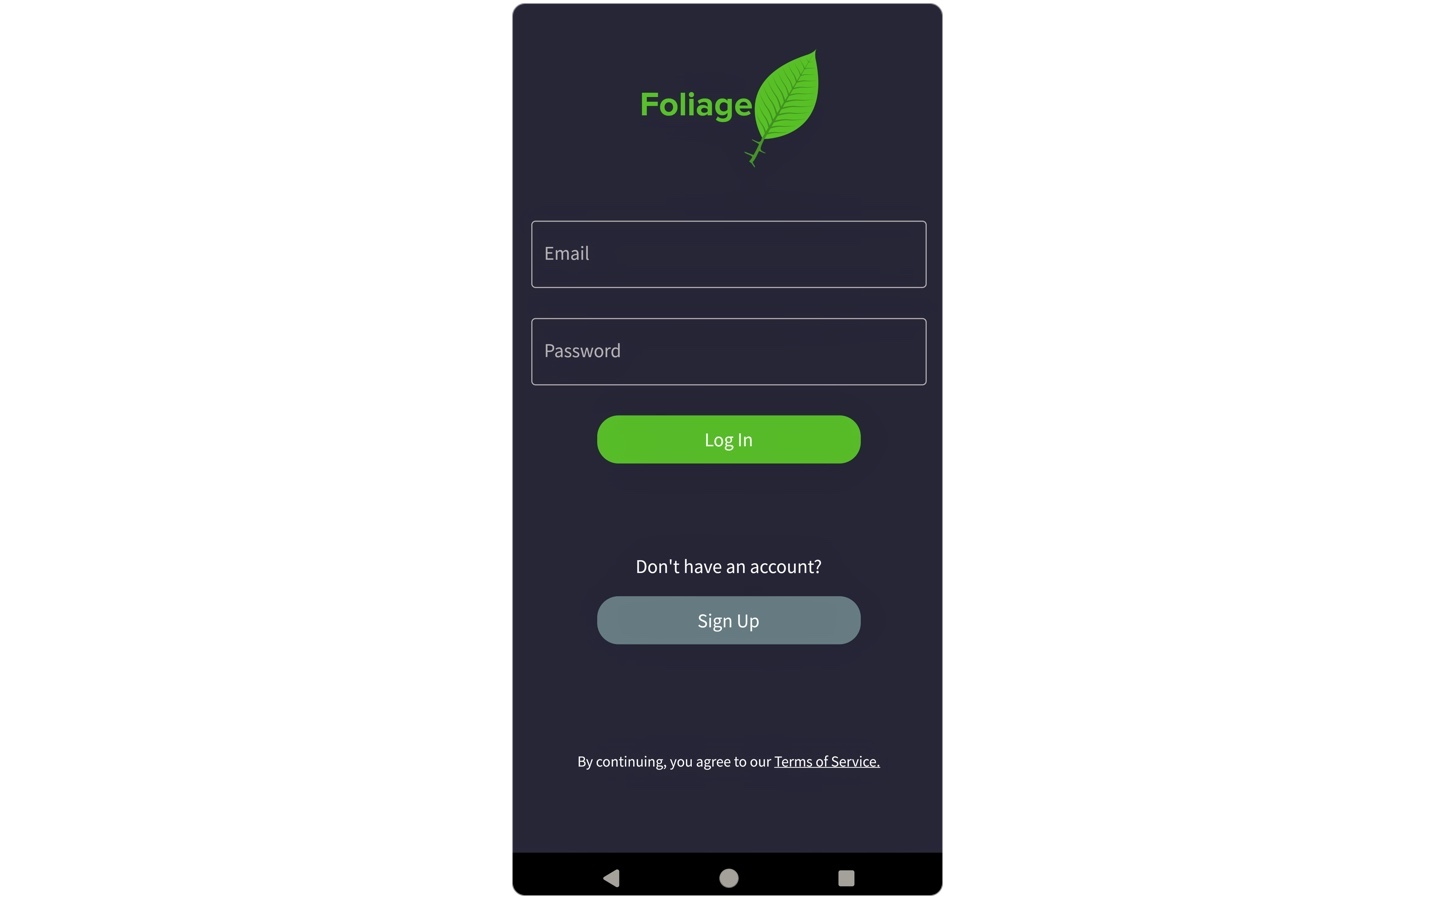 Foliage
Email
Password
Log In
Don't have an account?
Sign Up
By continuing, you agree to our Terms of Service.